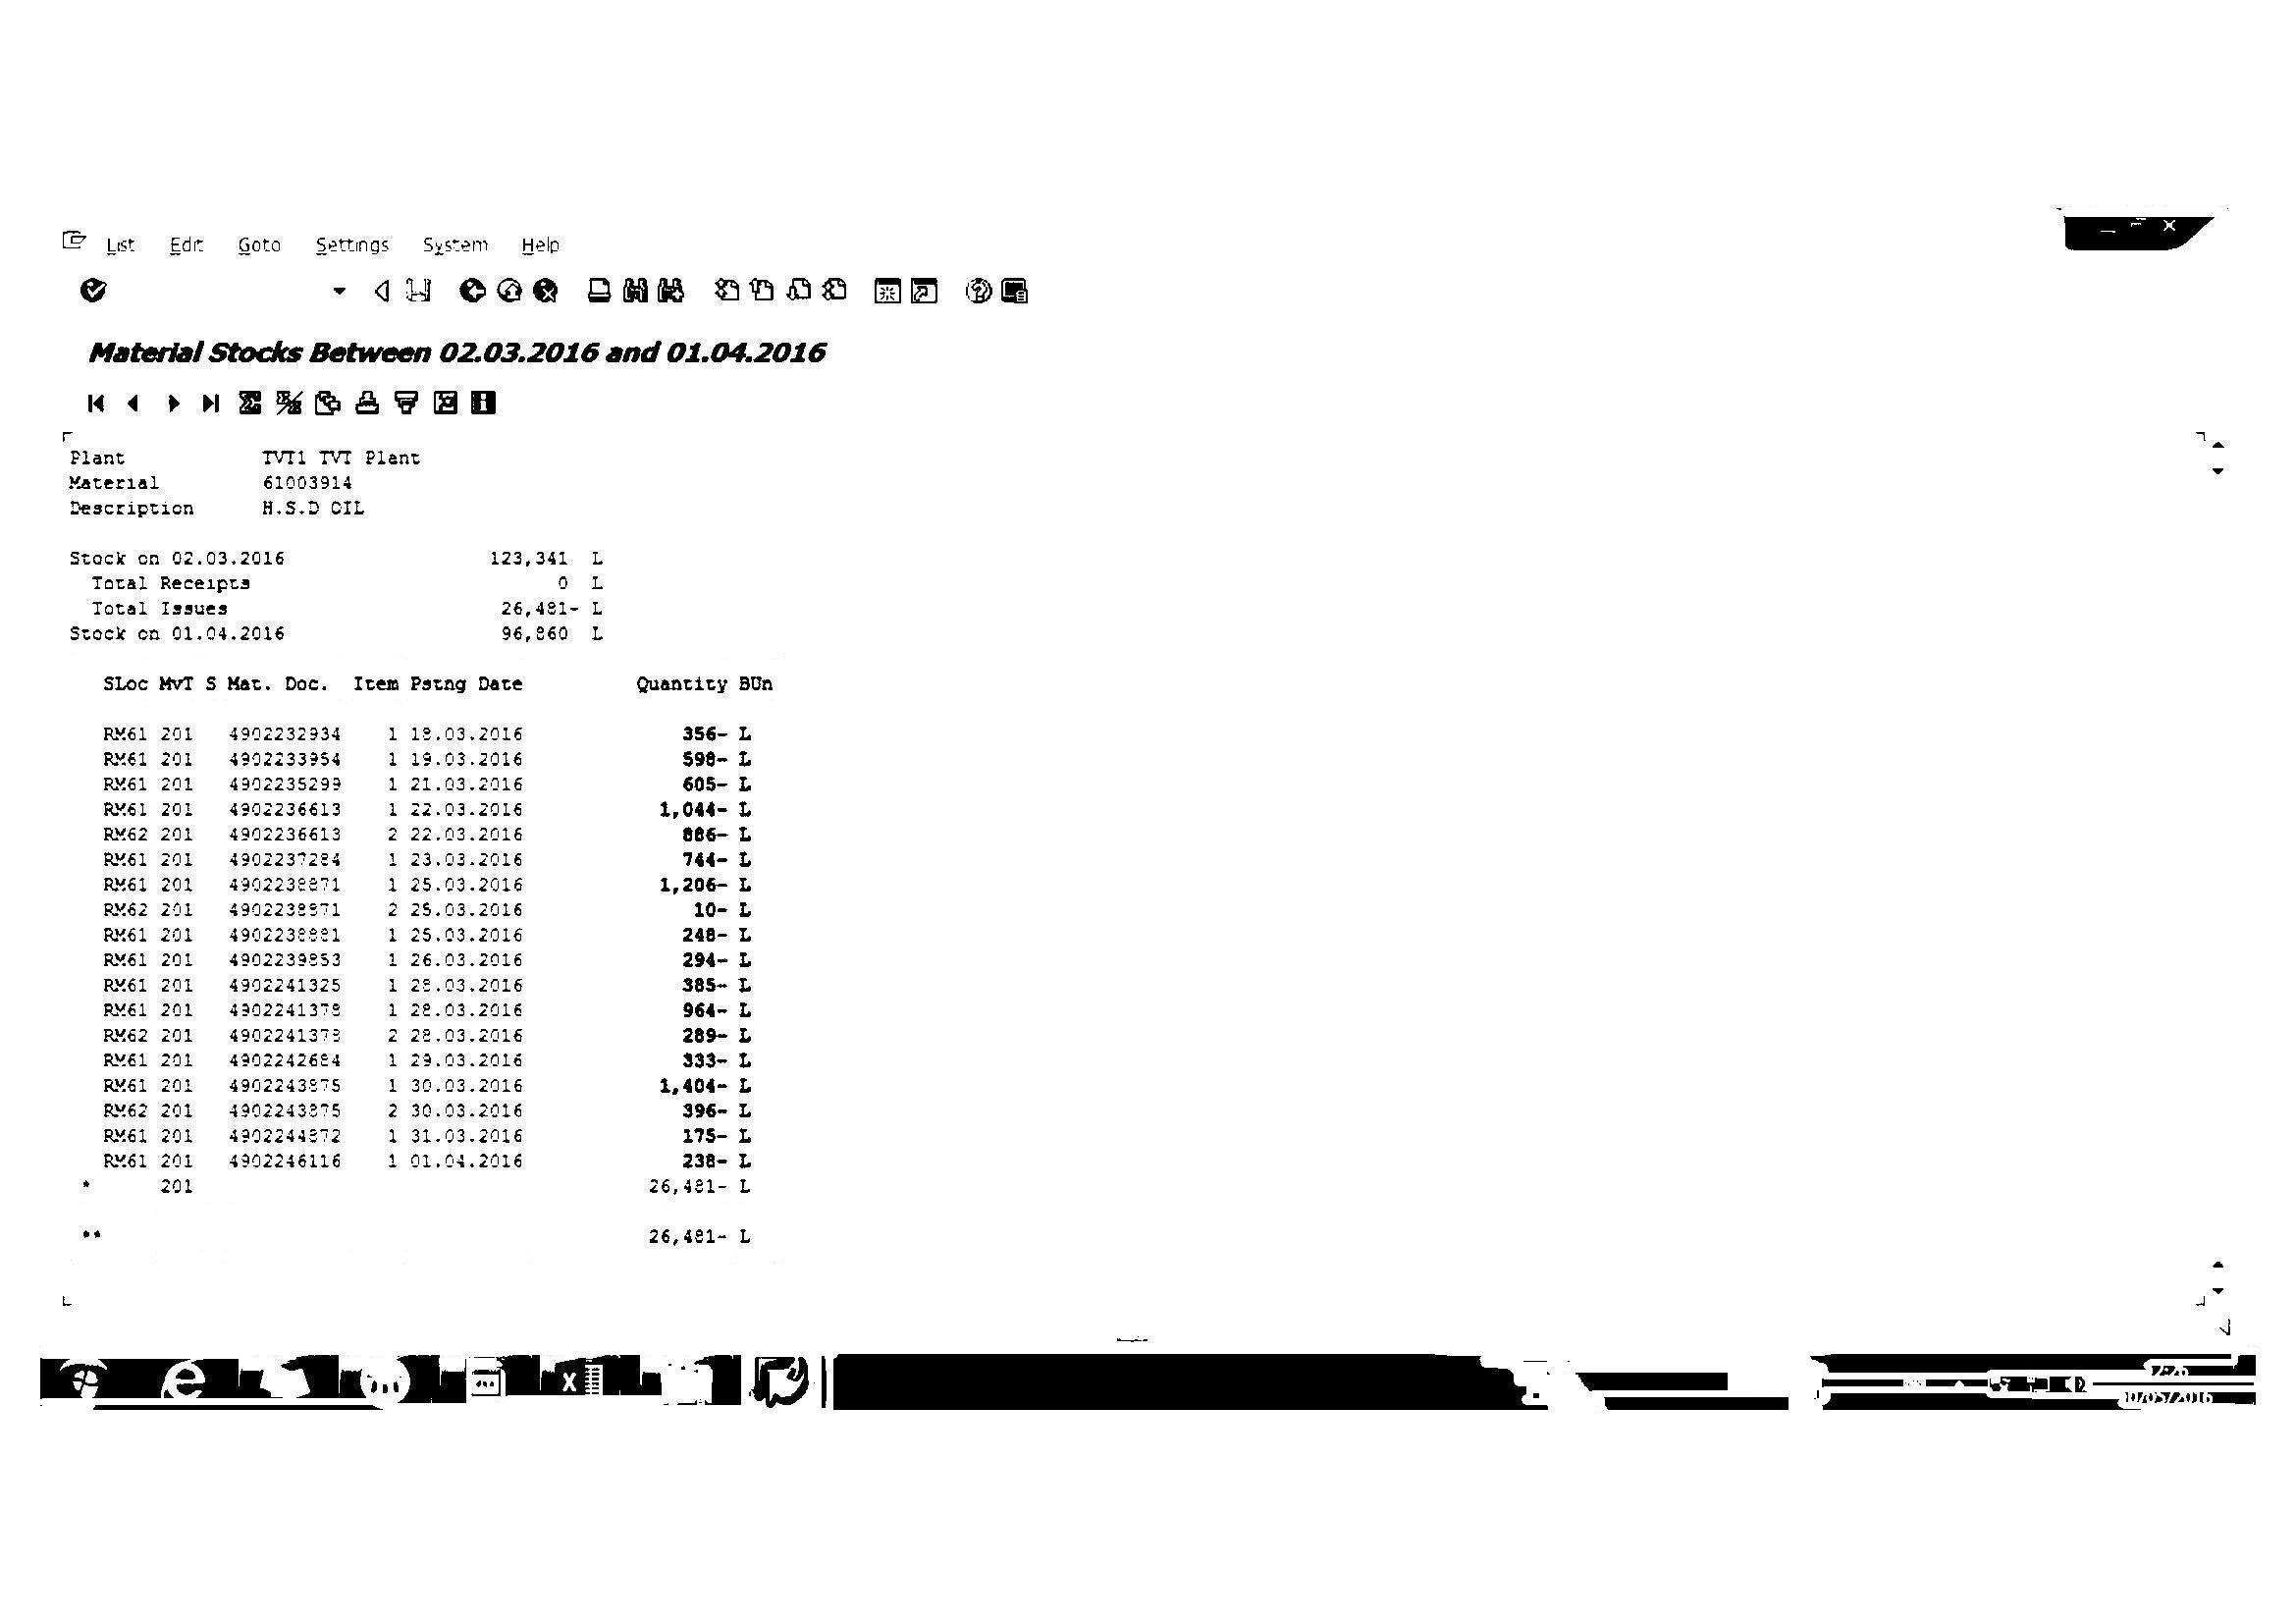 List Edit Goto Settings System Help
Material Stocks Between 02.03.2016 and 01.04.2016
Plant TVT1 TVT Plant
Material 61003914
Description H.S.D OIL
Stock on 02.03.2016 123,341 L
Total Receipts 0 L
Total Issues 26,481- L
Stock on 01.04.2016 96,860 L
SLoc MvT S Mat. Doc. Item Pstng Date Quantity BUn
RM61 201 4902232934 1 18.03.2016 356- L
RM61 201 4902233954 1 19.03.2016 598- L
RM61 201 4902235299 1 21.03.2016 605- L
RM61 201 4902236613 1 22.03.2016 1,044- L
RM62 201 4902236613 2 22.03.2016 886- L
RM61 201 4902237284 1 23.03.2016 744- L
RM61 201 4902238871 1 25.03.2016 1,206- L
RM62 201 4902238871 2 25.03.2016 10- L
RM61 201 4902238881 1 25.03.2016 248- L
RM61 201 4902239853 1 26.03.2016 294- L
RM61 201 4902241325 1 28.03.2016 385- L
RM61 201 4902241378 1 28.03.2016 964- L
RM62 201 4902241378 2 28.03.2016 289- L
RM61 201 4902242684 1 29.03.2016 333- L
RM61 201 4902243875 1 30.03.2016 1,404- L
RM62 201 4902243875 2 30.03.2016 396- L
RM61 201 4902244872 1 31.03.2016 175- L
RM61 201 4902246116 1 01.04.2016 238- L
* 201 26,481- L
** 26,481- L